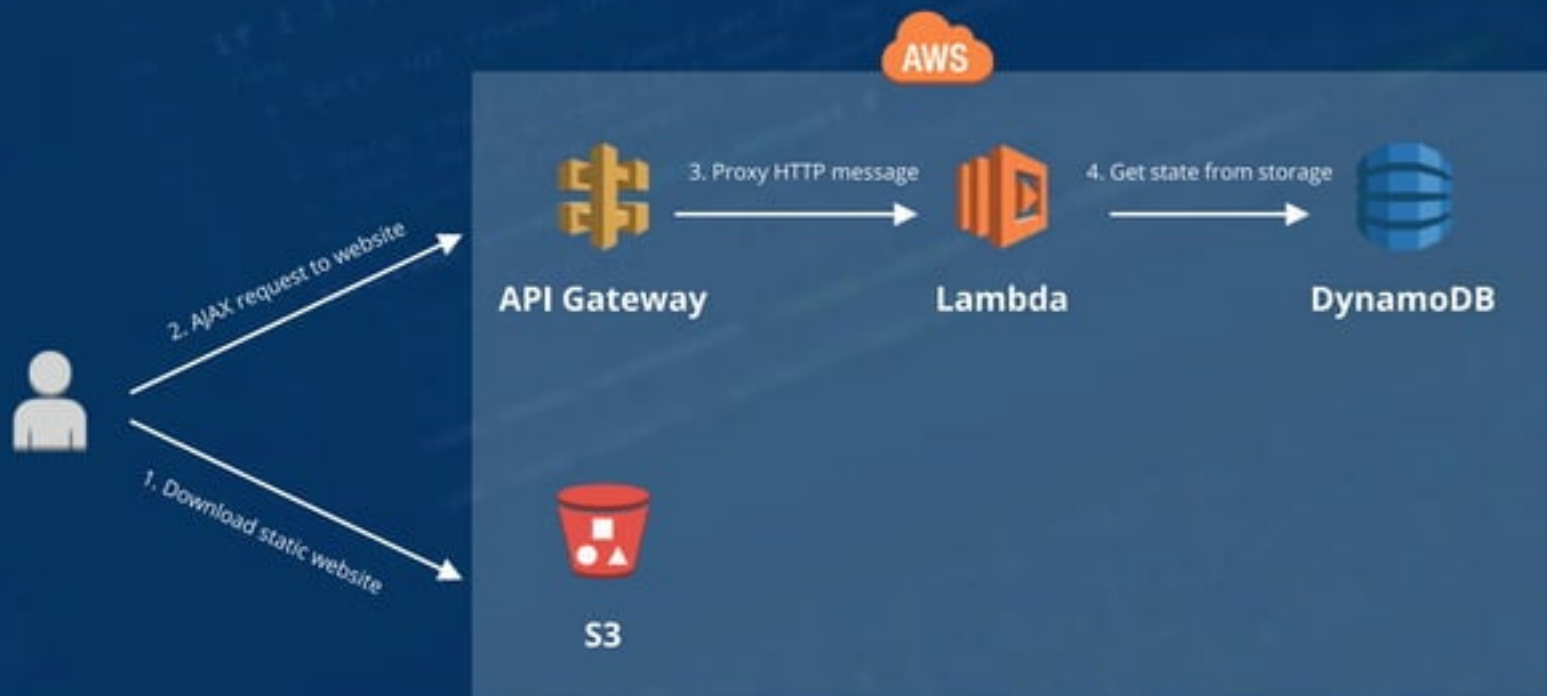 AWS
3. Proxy HTTP message
4. Get state from storage
API Gateway
Lambda
DynamoDB
2. AJAX request to website
1. Download static website
S3